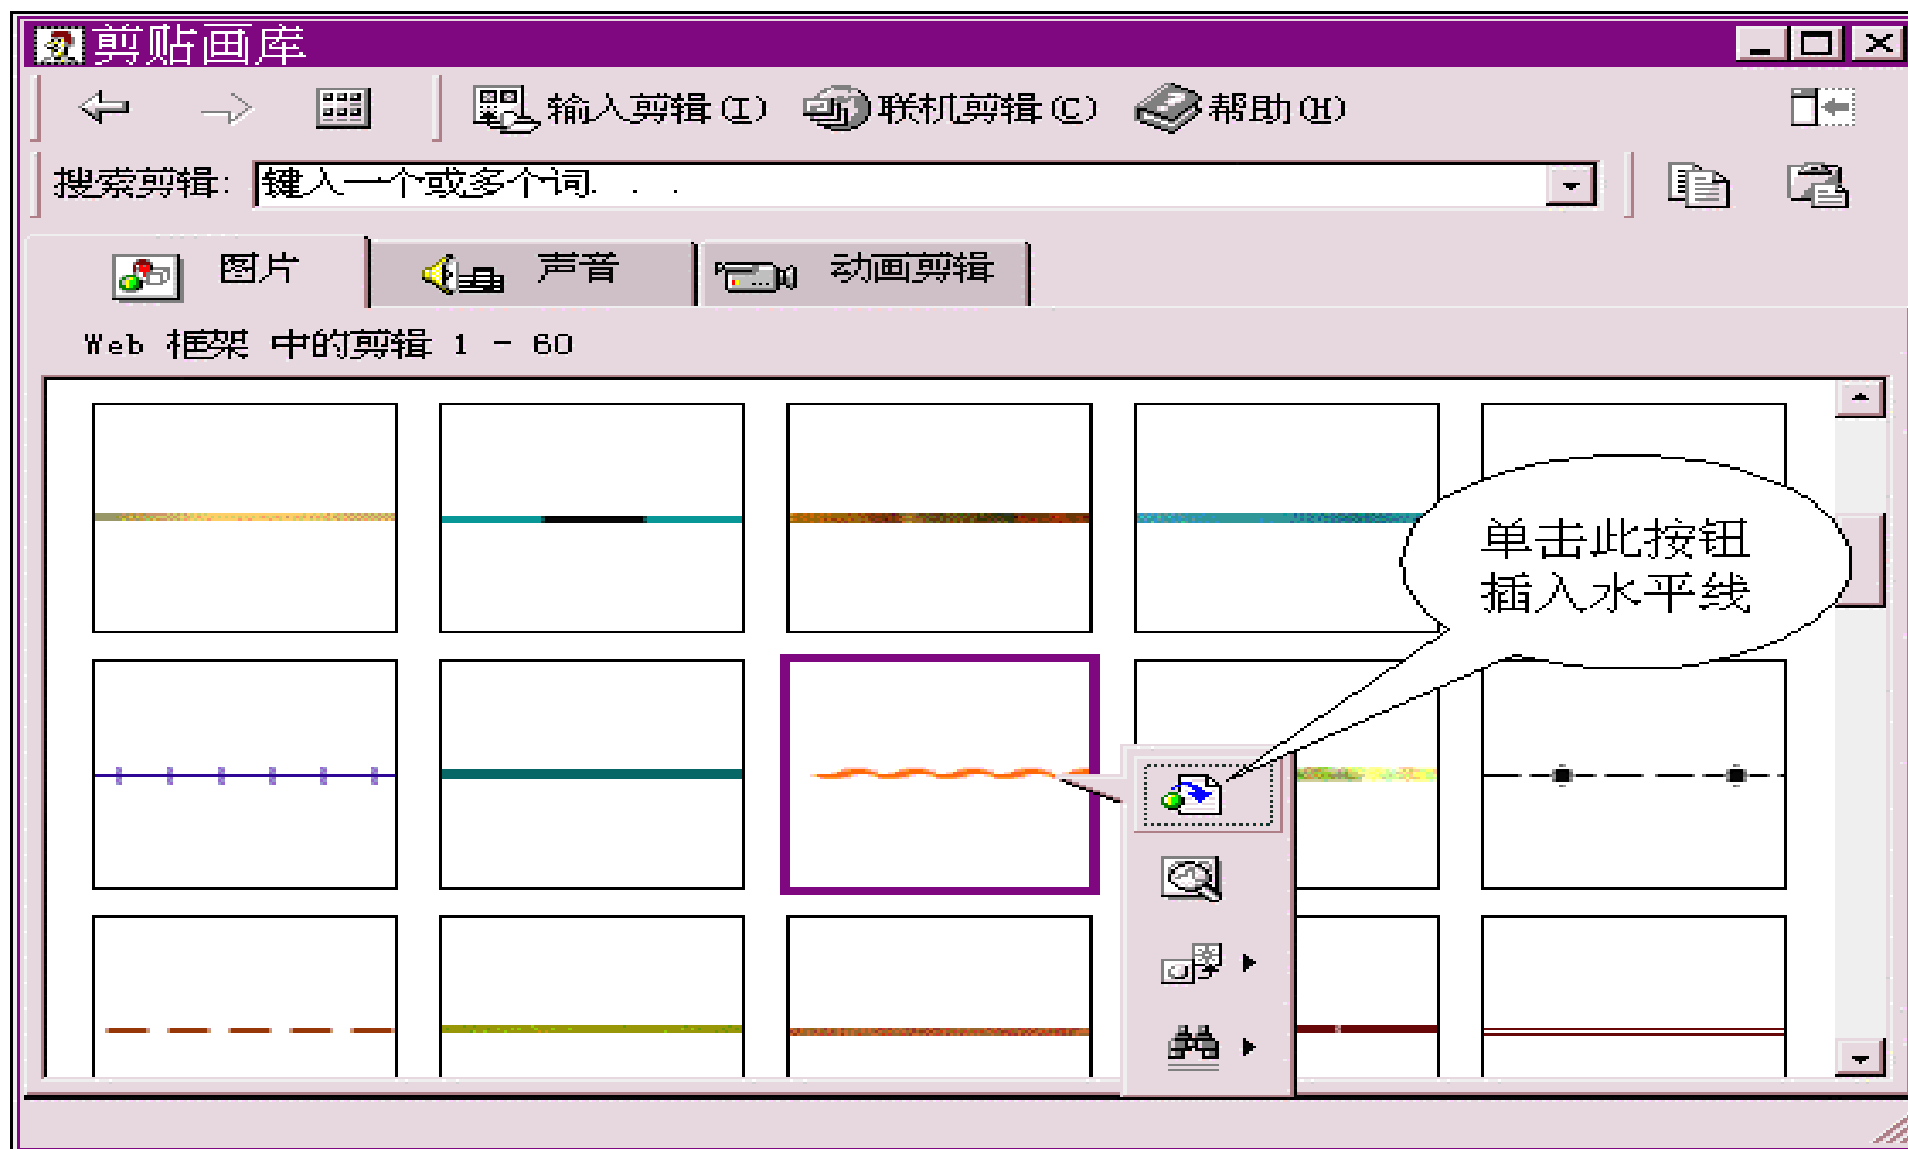 剪贴画库
输入剪辑(I) 联机剪辑(C) 帮助(H)
搜索剪辑: 键入一个或多个词. . .
图片 声音 动画剪辑
Web 框架 中的剪辑 1 - 60
单击此按钮
插入水平线